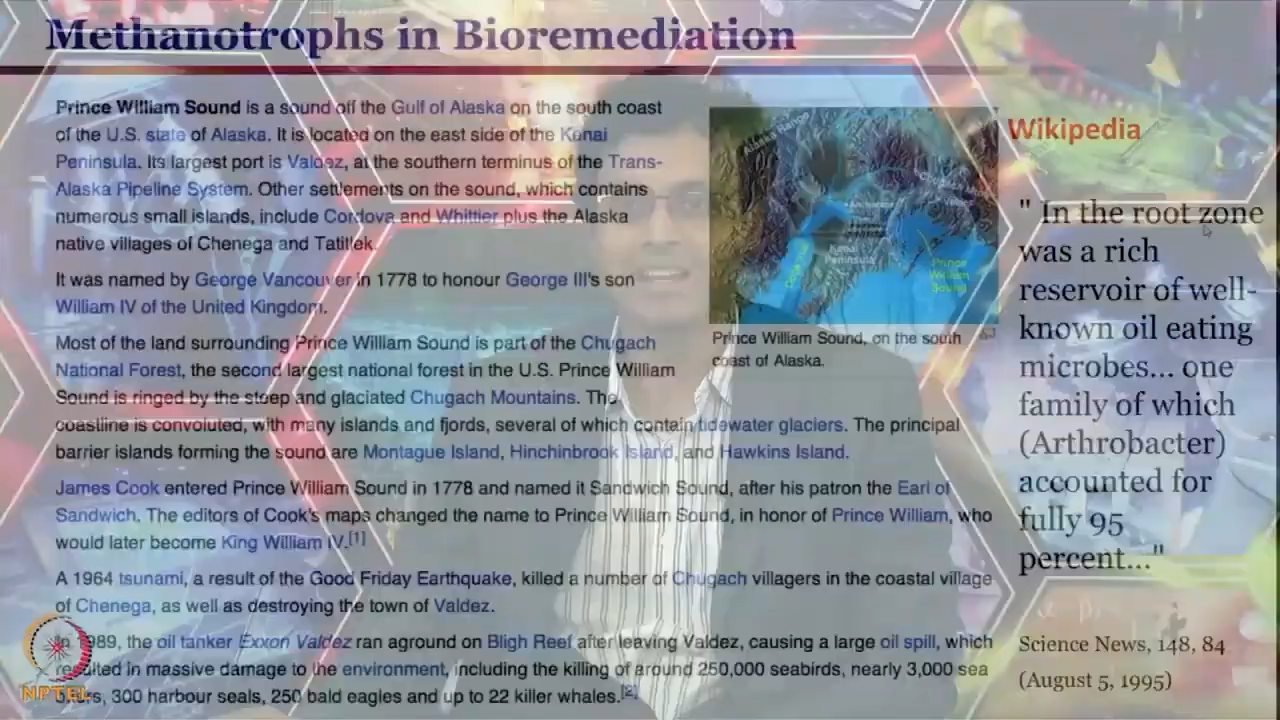 Methanotrophs in Bioremediation
Prince William Sound is a sound off the Gulf of Alaska on the south coast
of the U.S. state of Alaska. It is located on the east side of the Kenai
Peninsula. Its largest port is Valdez, at the southern terminus of the Trans-
Alaska Pipeline System. Other settlements on the sound, which contains
numerous small islands, include Cordova and Whittier plus the Alaska
native villages of Chenega and Tatitlek.
It was named by George Vancouver in 1778 to honour George III's son
William IV of the United Kingdom.
Most of the land surrounding Prince William Sound is part of the Chugach
National Forest, the second largest national forest in the U.S. Prince William
Sound is ringed by the steep and glaciated Chugach Mountains. The
coastline is convoluted, with many islands and fjords, several of which contain tidewater glaciers. The principal
barrier islands forming the sound are Montague Island, Hinchinbrook Island, and Hawkins Island.
James Cook entered Prince William Sound in 1778 and named it Sandwich Sound, after his patron the Earl of
Sandwich. The editors of Cook's maps changed the name to Prince William Sound, in honor of Prince William, who
would later become King William IV.[1]
A 1964 tsunami, a result of the Good Friday Earthquake, killed a number of Chugach villagers in the coastal village
of Chenega, as well as destroying the town of Valdez.
In 1989, the oil tanker Exxon Valdez ran aground on Bligh Reef after leaving Valdez, causing a large oil spill, which
resulted in massive damage to the environment, including the killing of around 250,000 seabirds, nearly 3,000 sea
otters, 300 harbour seals, 250 bald eagles and up to 22 killer whales.[2]
Alaska Range
Kenai
Peninsula
Prince
William
Sound
Prince William Sound, on the south
coast of Alaska.
Wikipedia
" In the root zone
was a rich
reservoir of well-
known oil eating
microbes... one
family of which
(Arthrobacter)
accounted for
fully 95
percent..."
Science News, 148, 84
(August 5, 1995)
NPTEL